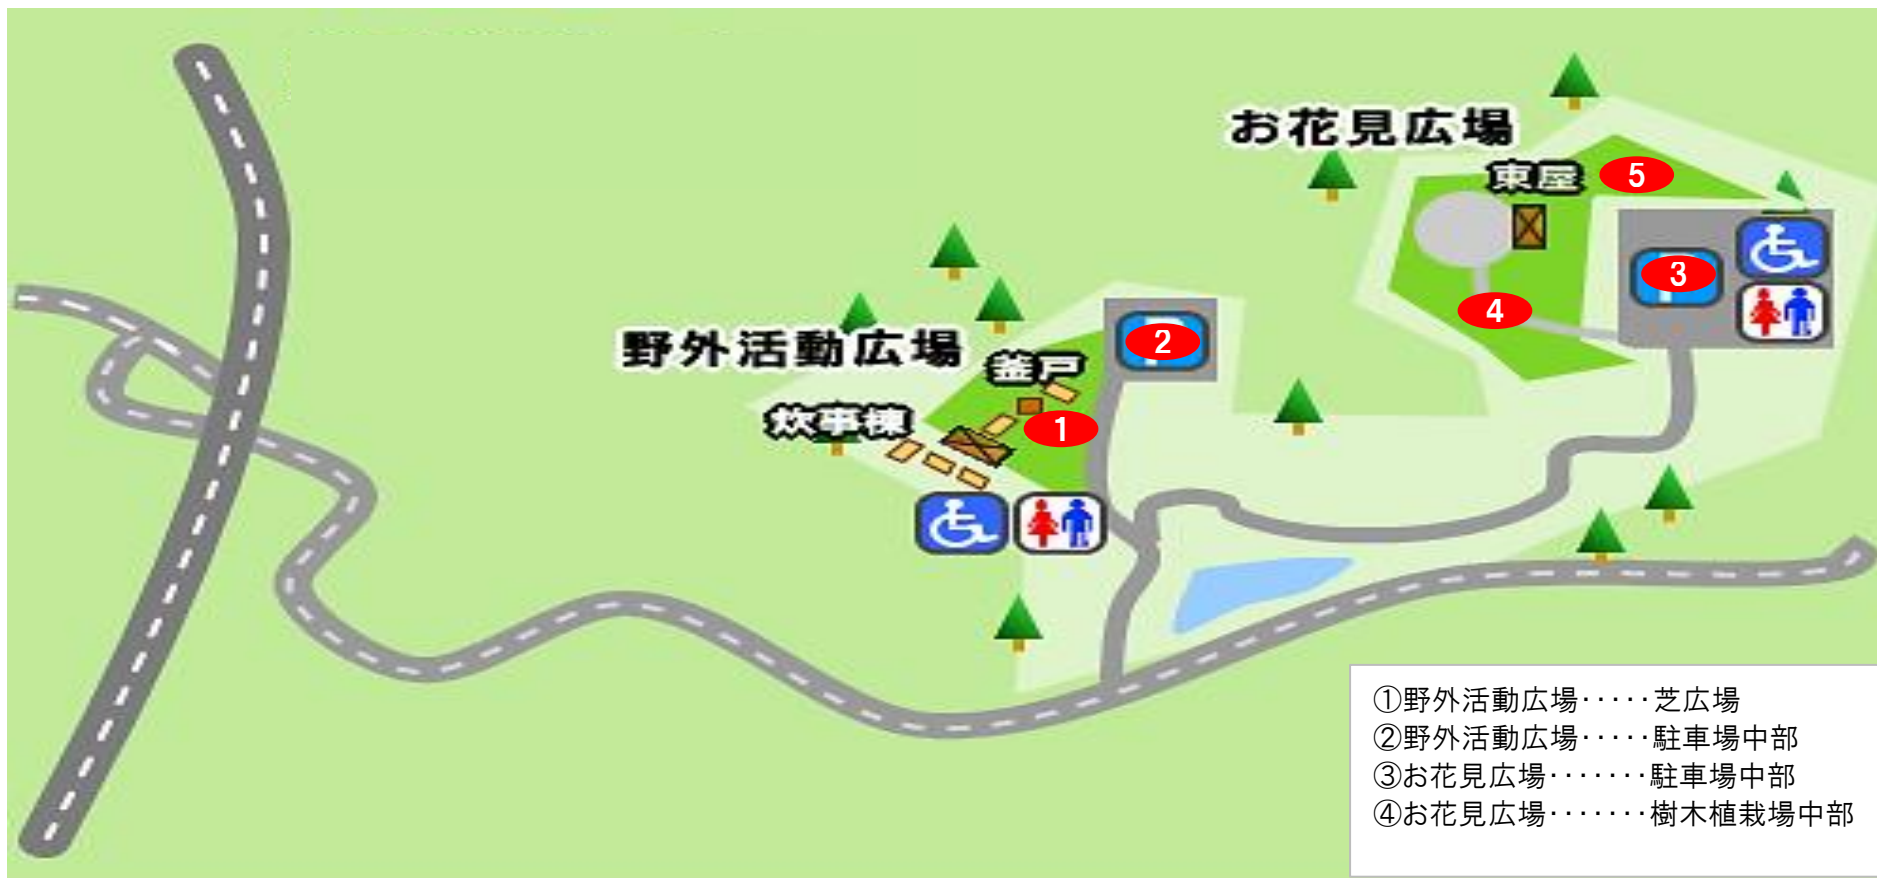 お花見広場
東屋
5
3
4
野外活動広場
2
釜戸
炊事棟
1
①野外活動広場・・・・・芝広場
②野外活動広場・・・・・駐車場中部
③お花見広場・・・・・・・駐車場中部
④お花見広場・・・・・・・樹木植栽場中部